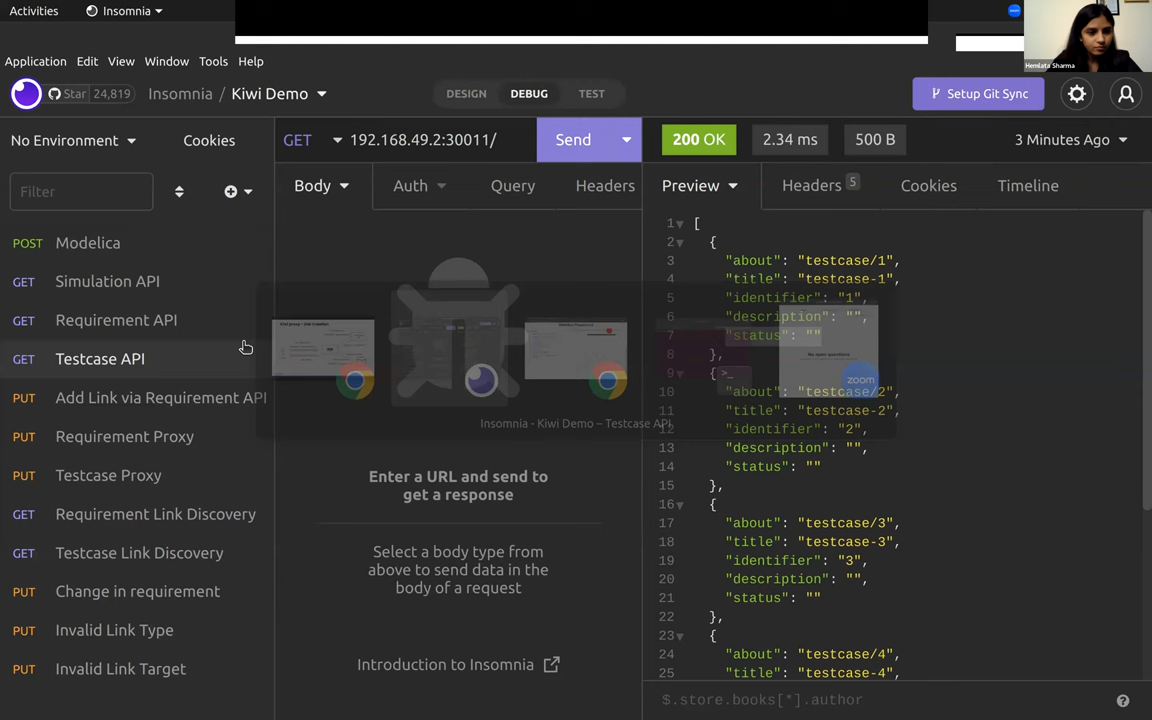 Activities
Insomnia
Hemlata Sharma
Application Edit View Window Tools Help
Star 24,819
Insomnia / Kiwi Demo
DESIGN DEBUG TEST
Setup Git Sync
No Environment
Cookies
GET 192.168.49.2:30011/
Send
200 OK
2.34 ms
500 B
3 Minutes Ago
Filter
Body Auth Query Headers
Preview Headers 5 Cookies Timeline
POST Modelica
GET Simulation API
GET Requirement API
GET Testcase API
PUT Add Link via Requirement API
PUT Requirement Proxy
PUT Testcase Proxy
GET Requirement Link Discovery
GET Testcase Link Discovery
PUT Change in requirement
PUT Invalid Link Type
PUT Invalid Link Target
zoom
Insomnia - Kiwi Demo – Testcase API
Enter a URL and send to
get a response
Select a body type from
above to send data in the
body of a request
Introduction to Insomnia
1 [
2 {
3 "about": "testcase/1",
4 "title": "testcase-1",
5 "identifier": "1",
6 "description": "",
7 "status": ""
8 },
9 {
10 "about": "testcase/2",
11 "title": "testcase-2",
12 "identifier": "2",
13 "description": "",
14 "status": ""
15 },
16 {
17 "about": "testcase/3",
18 "title": "testcase-3",
19 "identifier": "3",
20 "description": "",
21 "status": ""
22 },
23 {
24 "about": "testcase/4",
25 "title": "testcase-4",
$.store.books[*].author